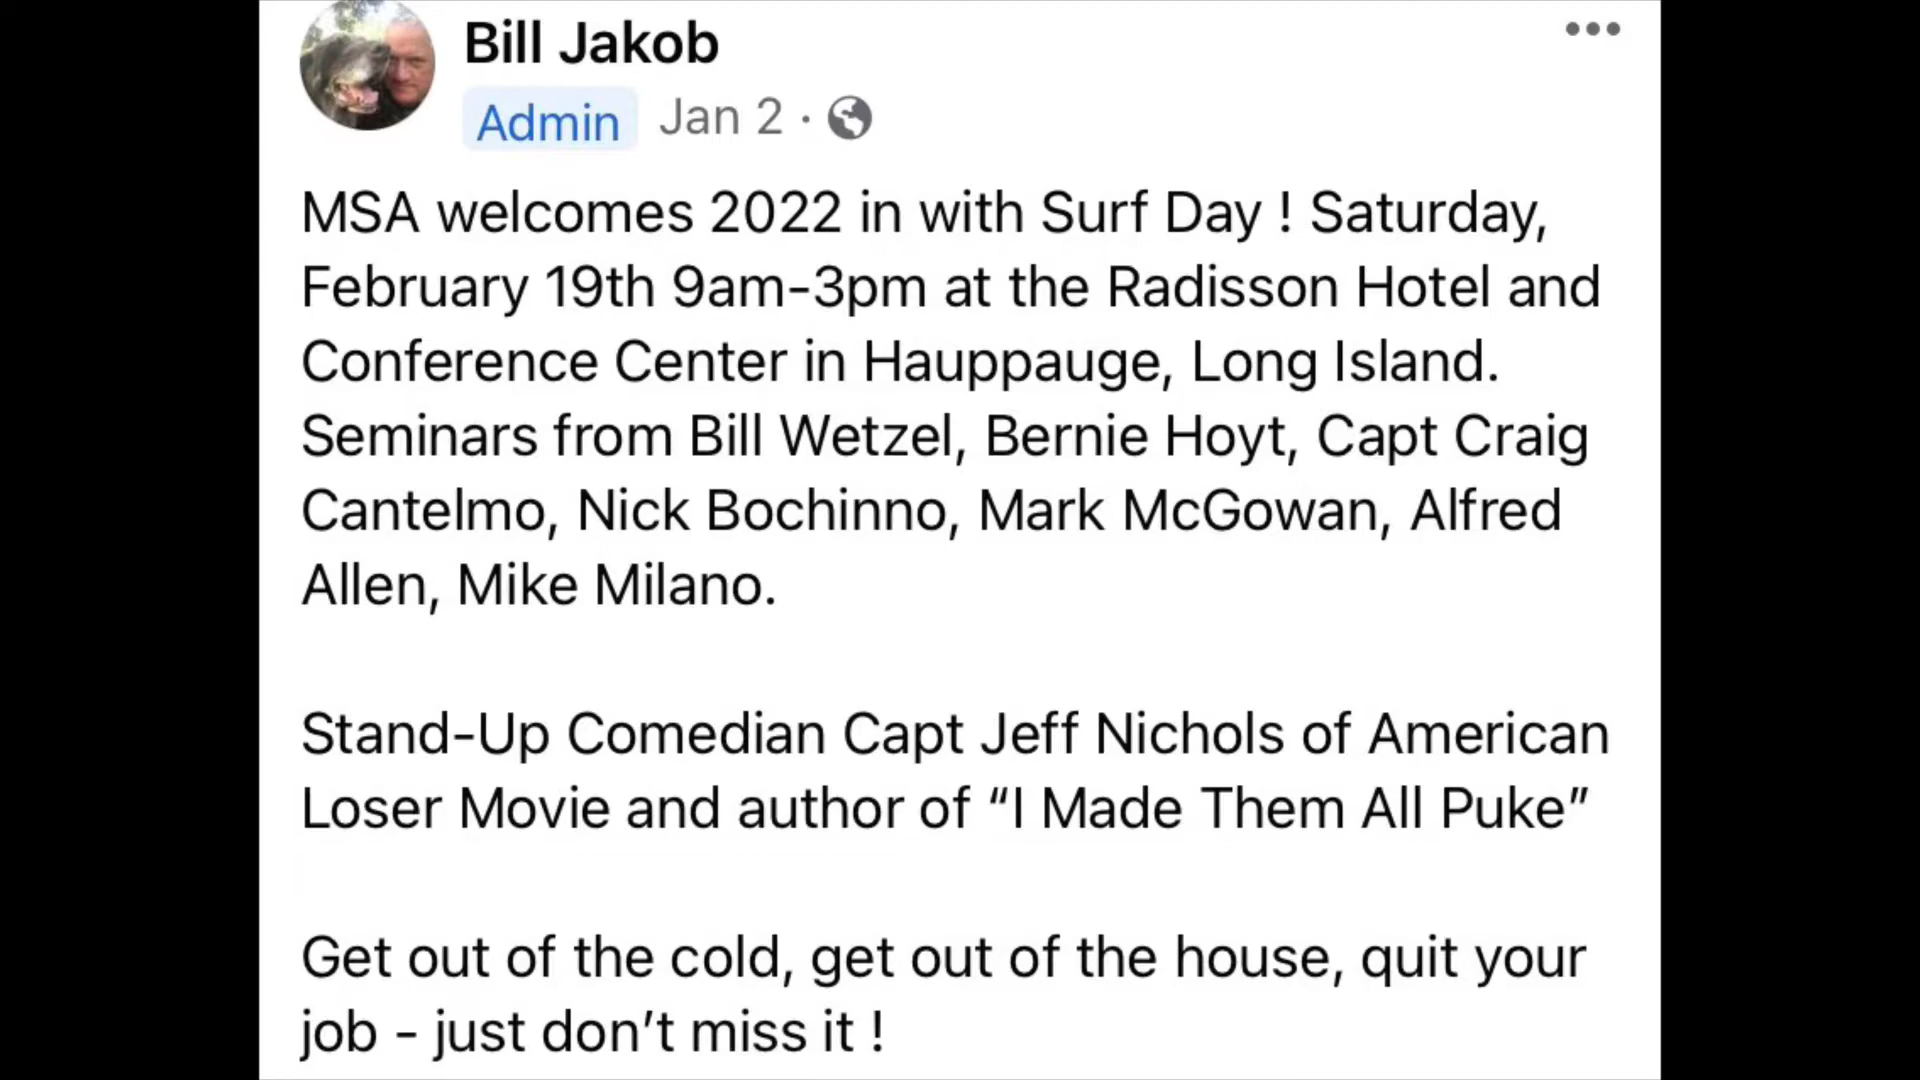 Bill Jakob
Admin Jan 2 ·
MSA welcomes 2022 in with Surf Day ! Saturday,
February 19th 9am-3pm at the Radisson Hotel and
Conference Center in Hauppauge, Long Island.
Seminars from Bill Wetzel, Bernie Hoyt, Capt Craig
Cantelmo, Nick Bochinno, Mark McGowan, Alfred
Allen, Mike Milano.
Stand-Up Comedian Capt Jeff Nichols of American
Loser Movie and author of “I Made Them All Puke”
Get out of the cold, get out of the house, quit your
job - just don’t miss it !